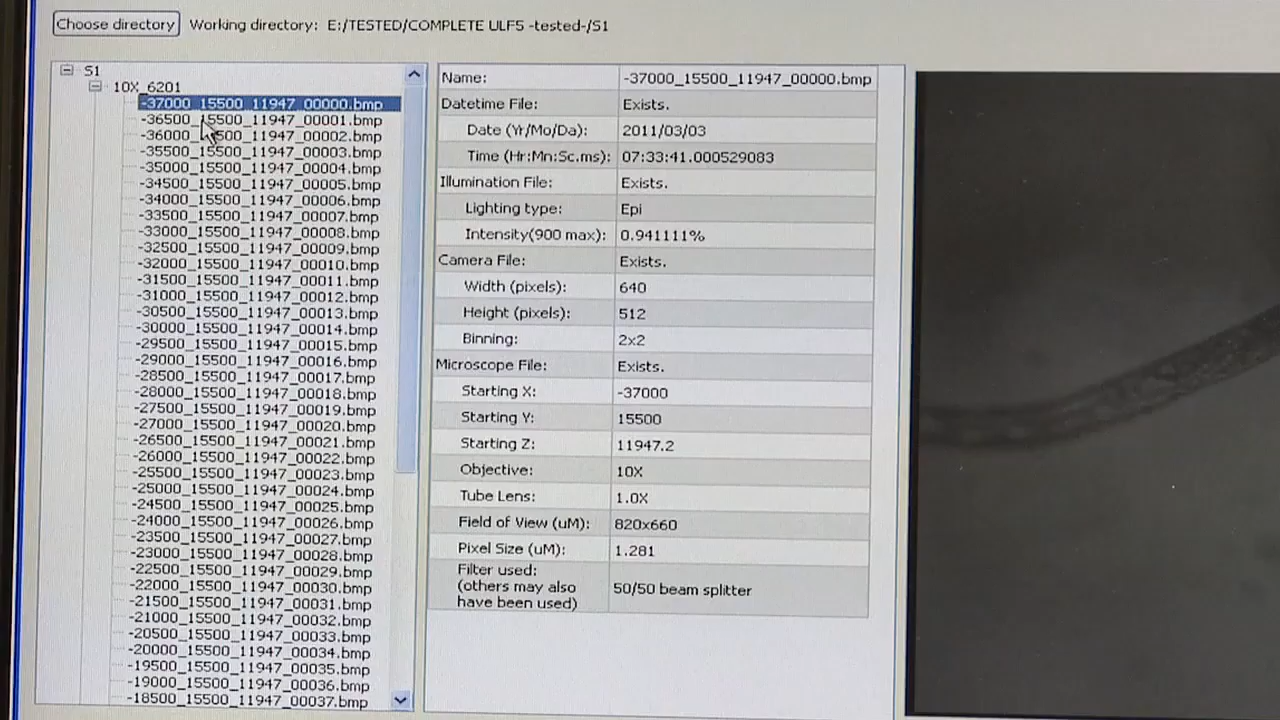 Choose directory Working directory: E:/TESTED/COMPLETE ULF5 -tested-/S1
S1
10X_6201
-37000_15500_11947_00000.bmp
-36500_15500_11947_00001.bmp
-36000_15500_11947_00002.bmp
-35500_15500_11947_00003.bmp
-35000_15500_11947_00004.bmp
-34500_15500_11947_00005.bmp
-34000_15500_11947_00006.bmp
-33500_15500_11947_00007.bmp
-33000_15500_11947_00008.bmp
-32500_15500_11947_00009.bmp
-32000_15500_11947_00010.bmp
-31500_15500_11947_00011.bmp
-31000_15500_11947_00012.bmp
-30500_15500_11947_00013.bmp
-30000_15500_11947_00014.bmp
-29500_15500_11947_00015.bmp
-29000_15500_11947_00016.bmp
-28500_15500_11947_00017.bmp
-28000_15500_11947_00018.bmp
-27500_15500_11947_00019.bmp
-27000_15500_11947_00020.bmp
-26500_15500_11947_00021.bmp
-26000_15500_11947_00022.bmp
-25500_15500_11947_00023.bmp
-25000_15500_11947_00024.bmp
-24500_15500_11947_00025.bmp
-24000_15500_11947_00026.bmp
-23500_15500_11947_00027.bmp
-23000_15500_11947_00028.bmp
-22500_15500_11947_00029.bmp
-22000_15500_11947_00030.bmp
-21500_15500_11947_00031.bmp
-21000_15500_11947_00032.bmp
-20500_15500_11947_00033.bmp
-20000_15500_11947_00034.bmp
-19500_15500_11947_00035.bmp
-19000_15500_11947_00036.bmp
-18500_15500_11947_00037.bmp
Name: -37000_15500_11947_00000.bmp
Datetime File: Exists.
Date (Yr/Mo/Da): 2011/03/03
Time (Hr:Mn:Sc.ms): 07:33:41.000529083
Illumination File: Exists.
Lighting type: Epi
Intensity(900 max): 0.941111%
Camera File: Exists.
Width (pixels): 640
Height (pixels): 512
Binning: 2x2
Microscope File: Exists.
Starting X: -37000
Starting Y: 15500
Starting Z: 11947.2
Objective: 10X
Tube Lens: 1.0X
Field of View (uM): 820x660
Pixel Size (uM): 1.281
Filter used:
(others may also
have been used) 50/50 beam splitter